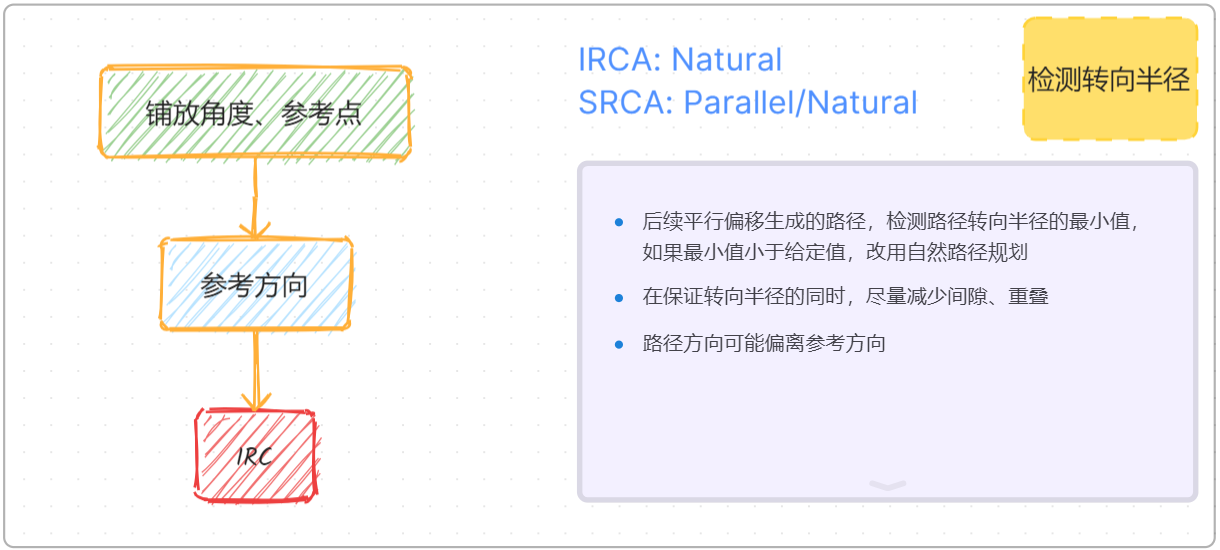 铺放角度、参考点
参考方向
IRC
IRCA: Natural
SRCA: Parallel/Natural
检测转向半径
后续平行偏移生成的路径，检测路径转向半径的最小值，
如果最小值小于给定值，改用自然路径规划
在保证转向半径的同时，尽量减少间隙、重叠
路径方向可能偏离参考方向